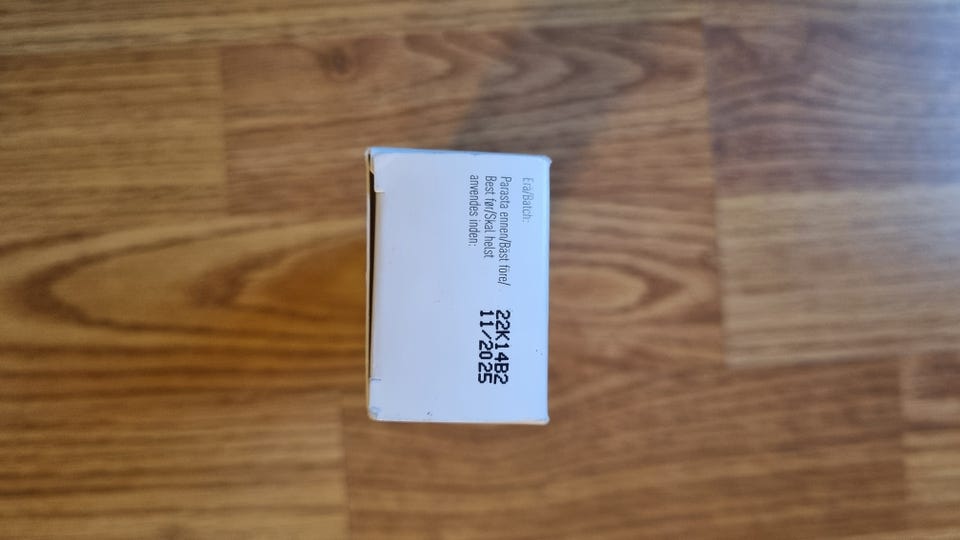 Erä/Batch:
Parasta ennen/Bäst före/
Best før/Skal helst
anvendes inden:
22K14B2
11/2025